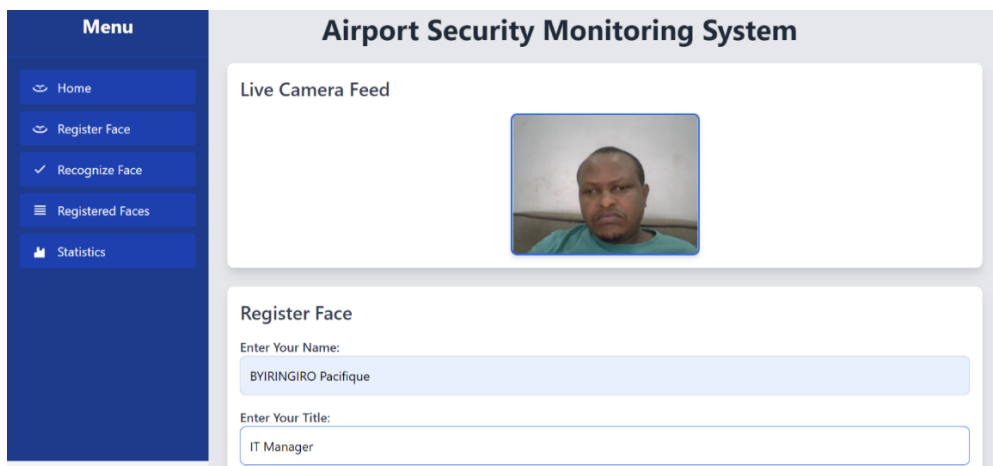 Menu
Home
Register Face
Recognize Face
Registered Faces
Statistics
Airport Security Monitoring System
Live Camera Feed
Register Face
Enter Your Name:
BYIRINGIRO Pacifique
Enter Your Title:
IT Manager